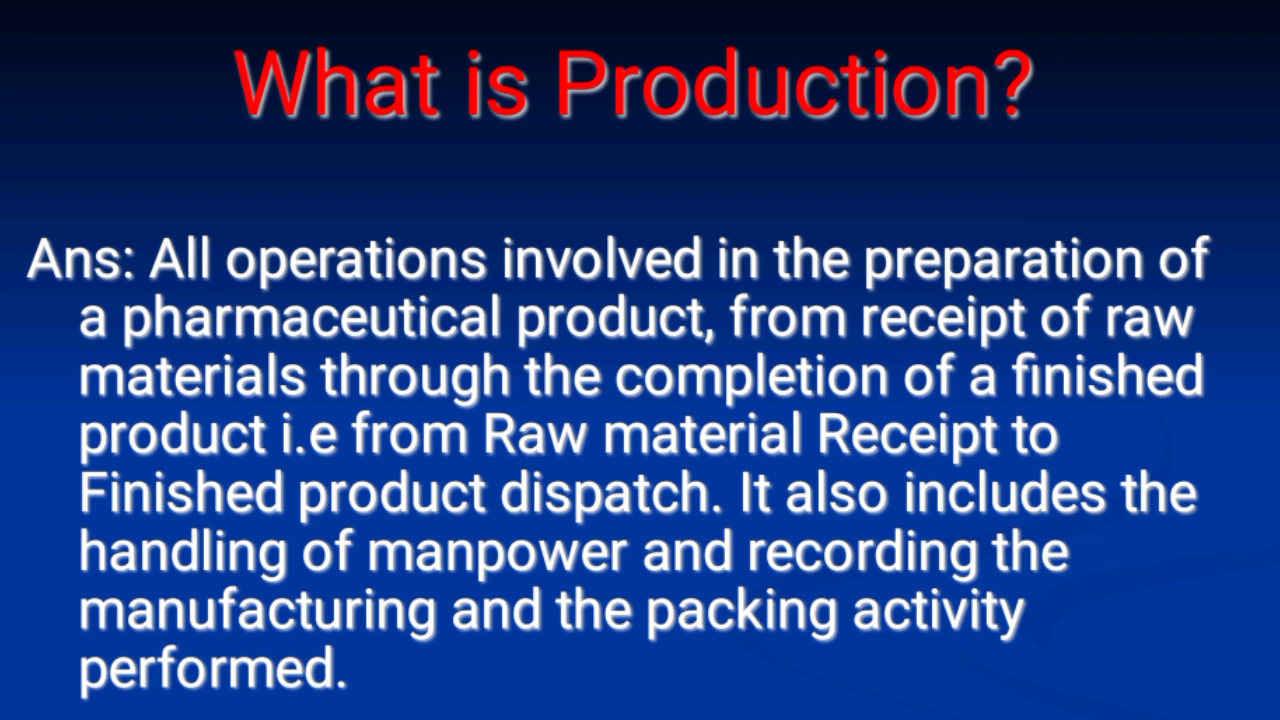 What is Production?
Ans: All operations involved in the preparation of
a pharmaceutical product, from receipt of raw
materials through the completion of a finished
product i.e from Raw material Receipt to
Finished product dispatch. It also includes the
handling of manpower and recording the
manufacturing and the packing activity
performed.